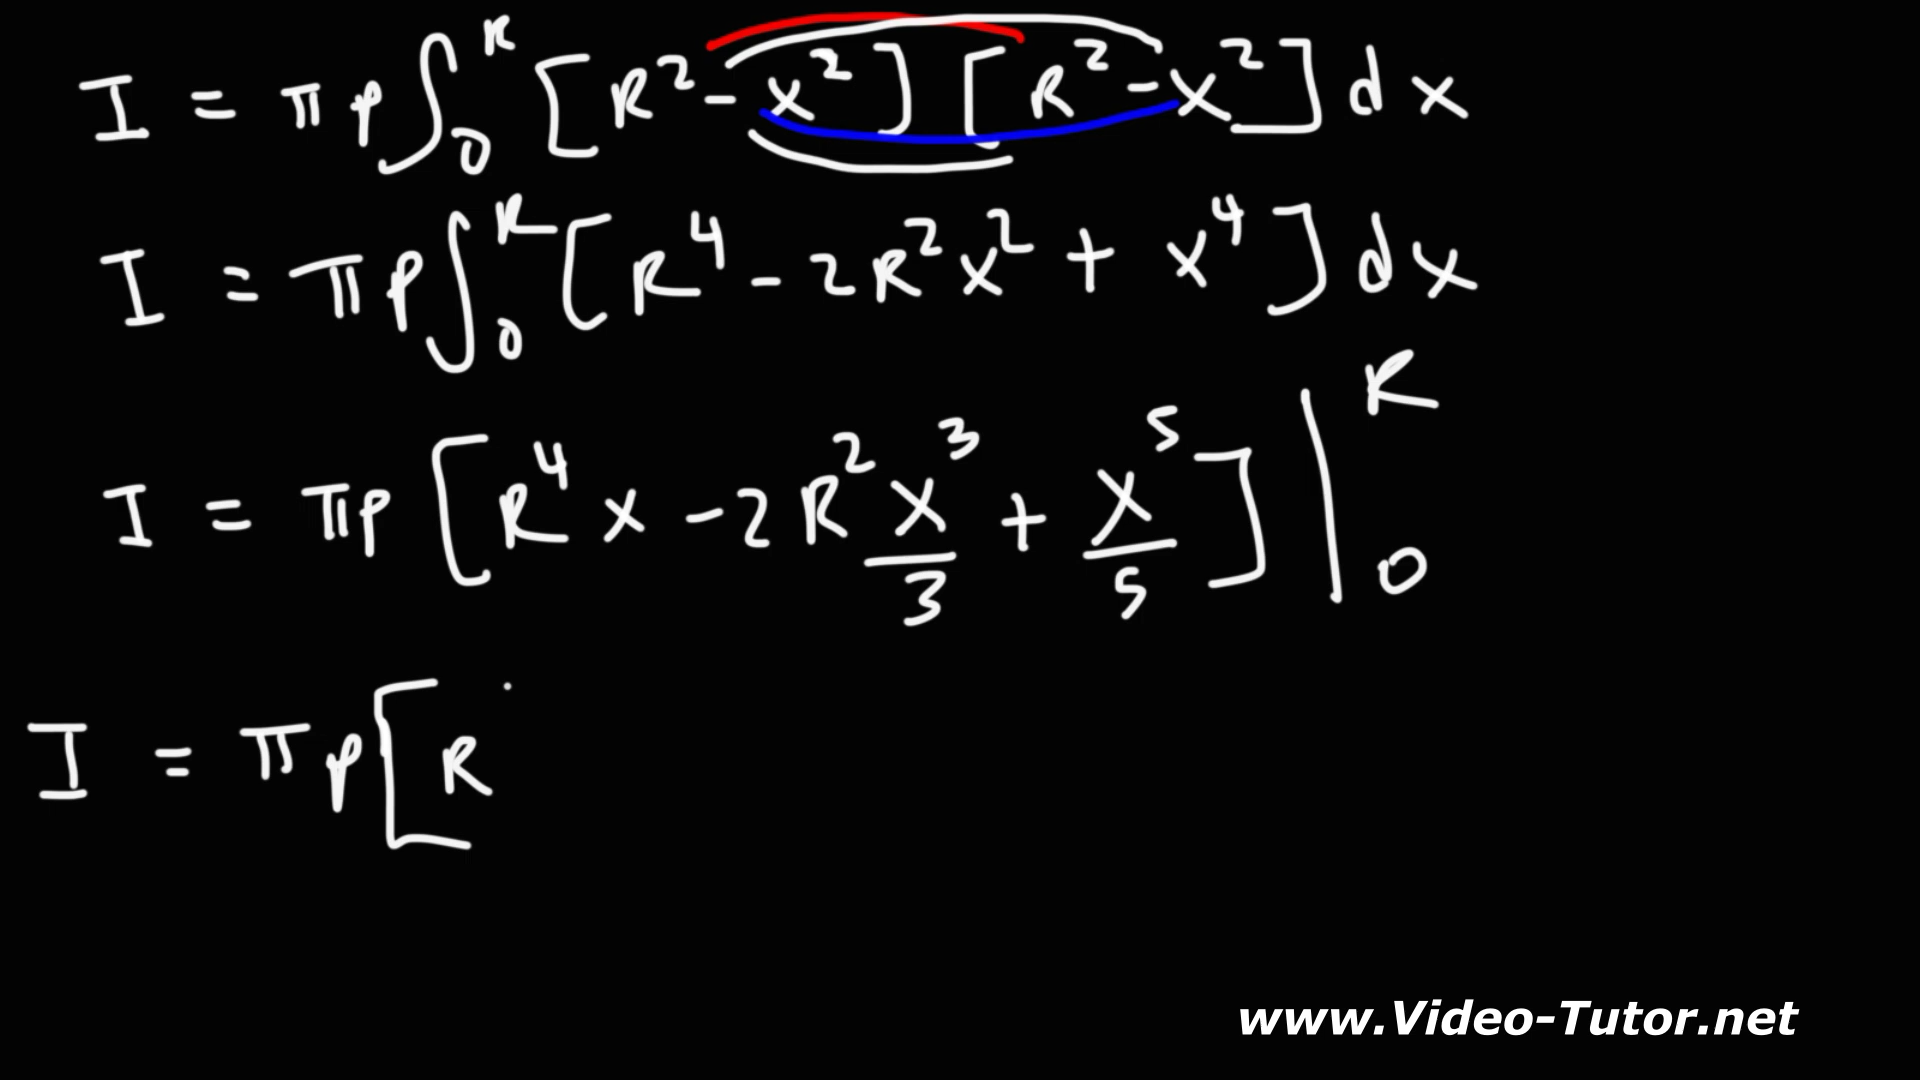 I = πρ∫₀ᴿ [R² - x²] [R² - x²] dx
I = πρ∫₀ᴿ [R⁴ - 2R²x² + x⁴] dx
I = πρ [R⁴x - 2R² x³/3 + x⁵/5] |₀ᴿ
I = πρ[R
www.Video-Tutor.net